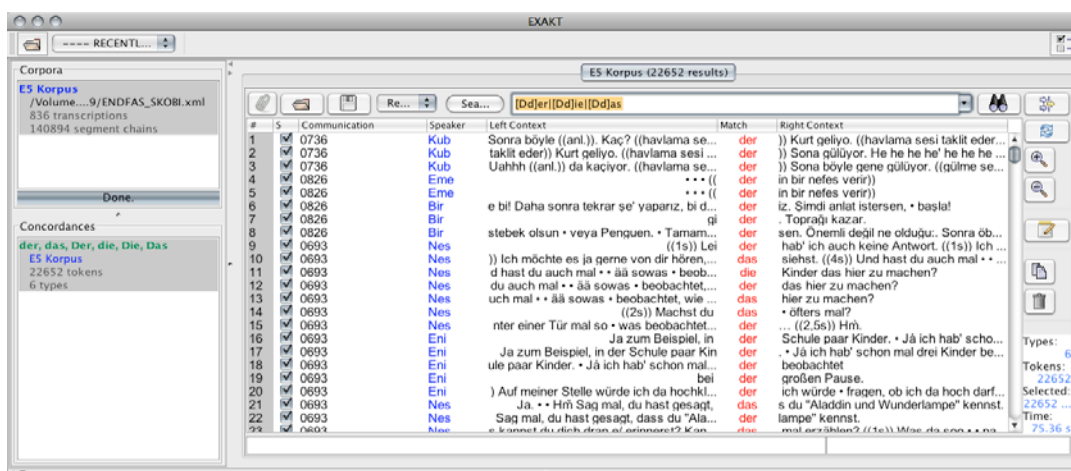 EXAKT
---- RECENTL...
Corpora
E5 Korpus
/Volume....9/ENDFAS_SKOBI.xml
836 transcriptions
140894 segment chains
Done.
Concordances
der, das, Der, die, Die, Das
E5 Korpus
22652 tokens
6 types
E5 Korpus (22652 results)
Re... Sea... [Dd]er|[Dd]ie|[Dd]as
# S Communication Speaker Left Context Match Right Context
1 0736 Kub Sonra böyle ((anl.)). Kaç? ((havlama se... der )) Kurt geliyo. ((havlama sesi taklit eder...
2 0736 Kub taklit eder)) Kurt geliyo. ((havlama sesi ... der )) Sona gülüyor. He he he he' he he he ...
3 0736 Kub Uahhh ((anl.)) da kaçiyor. ((havlama sesi... der )) Sona böyle gene gülüyor. ((gülme se...
4 0826 Eme • • • (( der in bir nefes verir))
5 0826 Eme • • • (( der in bir nefes verir))
6 0826 Bir e bi! Daha sonra tekrar şe' yaparız, bi d... der iz. Şimdi anlat istersen, • başla!
7 0826 Bir gi der . Toprağı kazar.
8 0826 Bir stebek olsun • veya Penguen. • Tamam... der sen. Önemli değil ne olduğu:. Sonra öb...
9 0693 Nes ((1s)) Lei der hab' ich auch keine Antwort. ((1s)) Ich ...
10 0693 Nes )) Ich möchte es ja gerne von dir hören,... das siehst. ((4s)) Und hast du auch mal • • ...
11 0693 Nes d hast du auch mal • • ää sowas • beob... die Kinder das hier zu machen?
12 0693 Nes du auch mal • • ää sowas • beobachtet,... der das hier zu machen?
13 0693 Nes uch mal • • ää sowas • beobachtet, wie ... das hier zu machen?
14 0693 Nes ((2s)) Machst du das • öfters mal?
15 0693 Nes nter einer Tür mal so • was beobachtet... der ... ((2,5s)) Hm̀.
16 0693 Eni Ja zum Beispiel, in der Schule paar Kinder. • Jà ich hab' scho...
17 0693 Eni Ja zum Beispiel, in der Schule paar Kin der . • Jà ich hab' schon mal drei Kinder be...
18 0693 Eni ule paar Kinder. • Jà ich hab' schon mal... der beobachtet
19 0693 Eni bei der großen Pause.
20 0693 Eni ) Auf meiner Stelle würde ich da hochkl... der ich würde • fragen, ob ich da hoch darf...
21 0693 Nes Ja. • • Hm̀ Sag mal, du hast gesagt, das s du "Aladdin und Wunderlampe" kennst.
22 0693 Nes Sag mal, du hast gesagt, dass du "Ala... der lampe" kennst.
23 0693 Nes
Types:
6
Tokens:
22652
Selected:
22652 ...
Time:
75.36 s